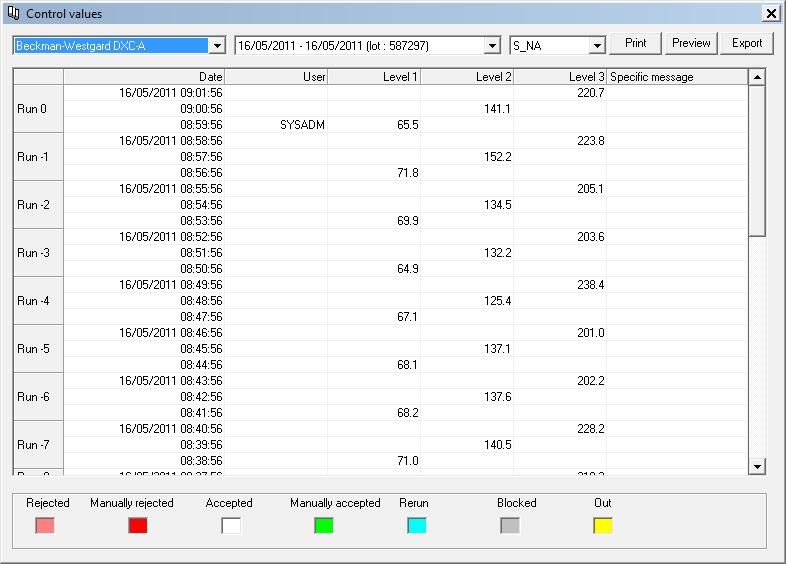 Control values
Beckman-Westgard DXC-A 16/05/2011 - 16/05/2011 (lot : 587297) S_NA Print Preview Export
Date User Level 1 Level 2 Level 3 Specific message
16/05/2011 09:01:56 220.7
Run 0 09:00:56 141.1
08:59:56 SYSADM 65.5
16/05/2011 08:58:56 223.8
Run -1 08:57:56 152.2
08:56:56 71.8
16/05/2011 08:55:56 205.1
Run -2 08:54:56 134.5
08:53:56 69.9
16/05/2011 08:52:56 203.6
Run -3 08:51:56 132.2
08:50:56 64.9
16/05/2011 08:49:56 238.4
Run -4 08:48:56 125.4
08:47:56 67.1
16/05/2011 08:46:56 201.0
Run -5 08:45:56 137.1
08:44:56 68.1
16/05/2011 08:43:56 202.2
Run -6 08:42:56 137.6
08:41:56 68.2
16/05/2011 08:40:56 228.2
Run -7 08:39:56 140.5
08:38:56 71.0
Rejected Manually rejected Accepted Manually accepted Rerun Blocked Out